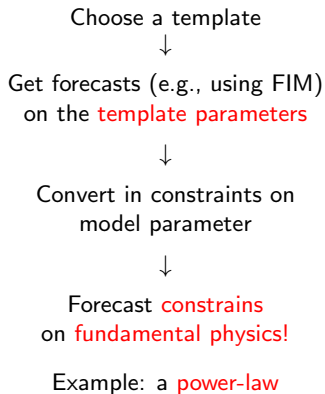 Choose a template
↓
Get forecasts (e.g., using FIM)
on the template parameters
↓
Convert in constraints on
model parameter
↓
Forecast constrains
on fundamental physics!
Example: a power-law